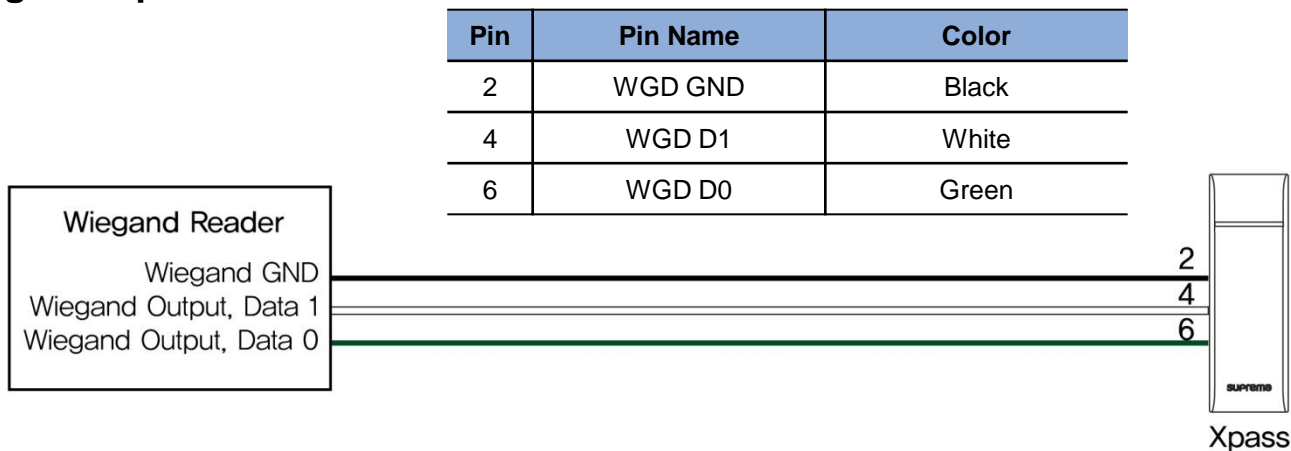 Pin Pin Name Color
2 WGD GND Black
4 WGD D1 White
6 WGD D0 Green
Wiegand Reader
Wiegand GND
Wiegand Output, Data 1
Wiegand Output, Data 0
2
4
6
suprema
Xpass